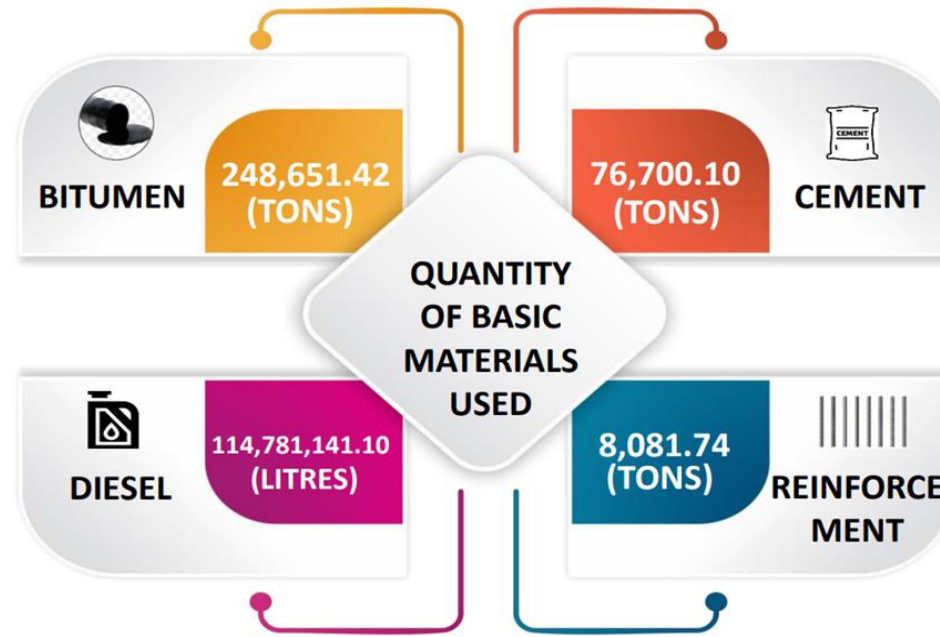 BITUMEN
248,651.42
(TONS)
76,700.10
(TONS)
CEMENT
CEMENT
QUANTITY
OF BASIC
MATERIALS
USED
DIESEL
114,781,141.10
(LITRES)
8,081.74
(TONS)
REINFORCE
MENT